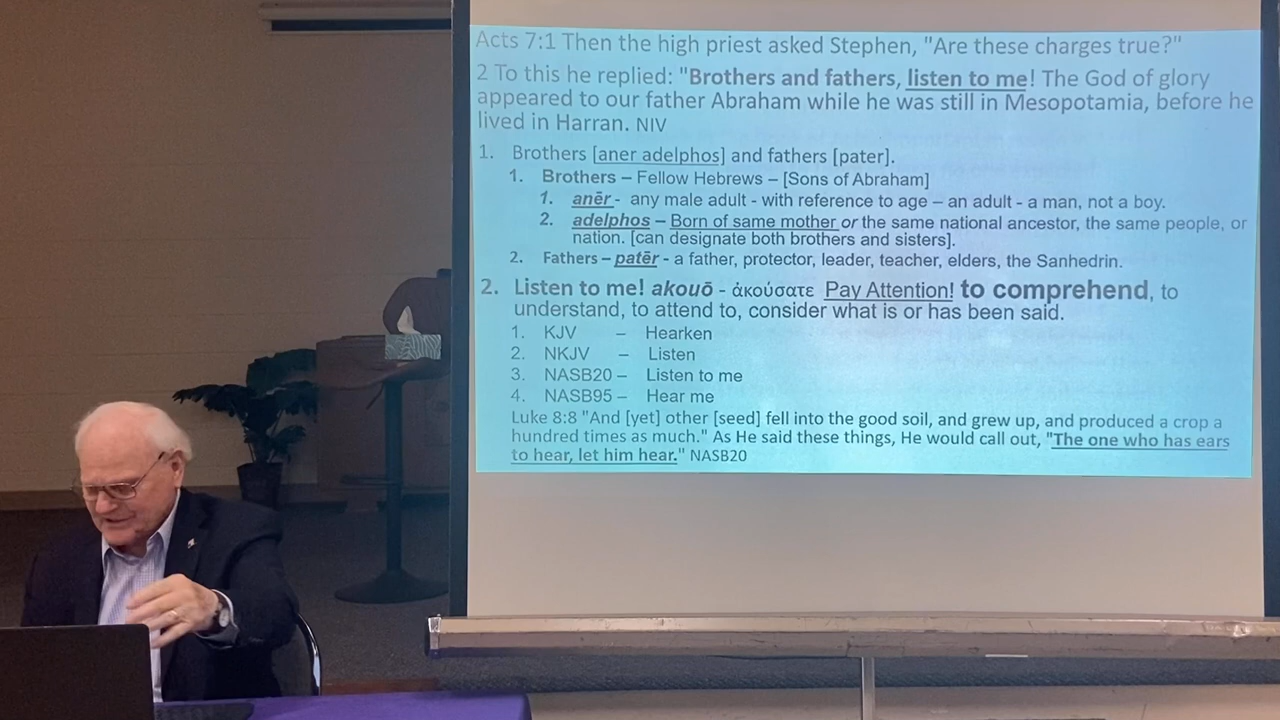 Acts 7:1 Then the high priest asked Stephen, "Are these charges true?"
2 To this he replied: "Brothers and fathers, listen to me! The God of glory
appeared to our father Abraham while he was still in Mesopotamia, before he
lived in Harran. NIV
1. Brothers [aner adelphos] and fathers [pater].
1. Brothers – Fellow Hebrews – [Sons of Abraham]
1. anēr - any male adult - with reference to age – an adult - a man, not a boy.
2. adelphos – Born of same mother or the same national ancestor, the same people, or
nation. [can designate both brothers and sisters].
2. Fathers – patēr - a father, protector, leader, teacher, elders, the Sanhedrin.
2. Listen to me! akouō - ἀκούσατε Pay Attention! to comprehend, to
understand, to attend to, consider what is or has been said.
1. KJV – Hearken
2. NKJV – Listen
3. NASB20 – Listen to me
4. NASB95 – Hear me
Luke 8:8 "And [yet] other [seed] fell into the good soil, and grew up, and produced a crop a
hundred times as much." As He said these things, He would call out, "The one who has ears
to hear, let him hear." NASB20